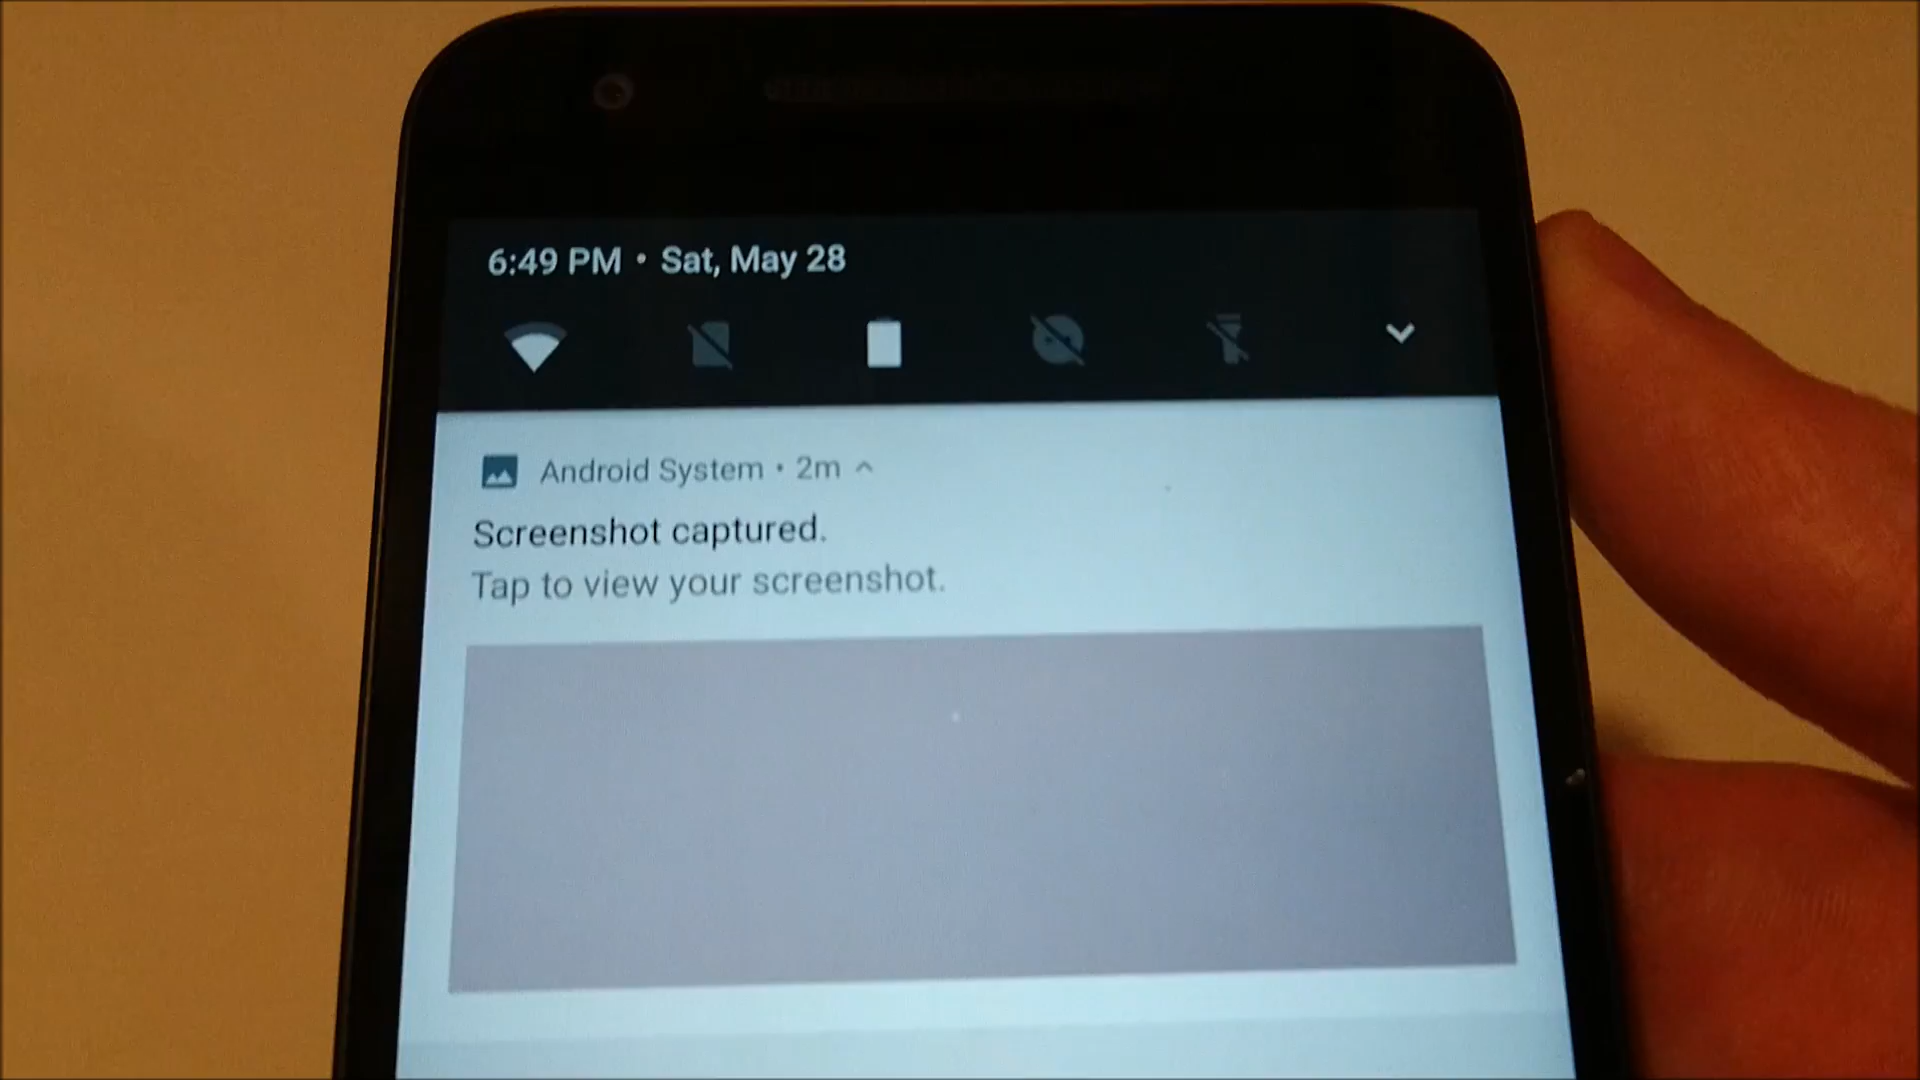 6:49 PM • Sat, May 28
Android System • 2m
Screenshot captured.
Tap to view your screenshot.